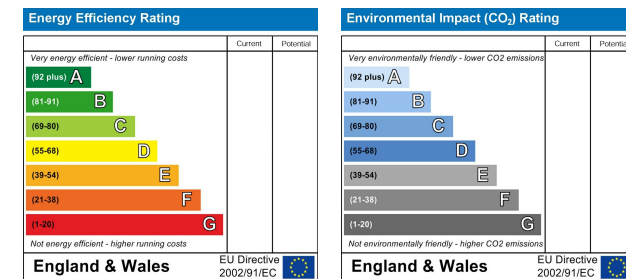 Energy Efficiency Rating
Current Potential
Very energy efficient - lower running costs
(92 plus) A
(81-91) B
(69-80) C
(55-68) D
(39-54) E
(21-38) F
(1-20) G
Not energy efficient - higher running costs
England & Wales
EU Directive
2002/91/EC
Environmental Impact (CO₂) Rating
Current Potential
Very environmentally friendly - lower CO2 emissions
(92 plus) A
(81-91) B
(69-80) C
(55-68) D
(39-54) E
(21-38) F
(1-20) G
Not environmentally friendly - higher CO2 emissions
England & Wales
EU Directive
2002/91/EC